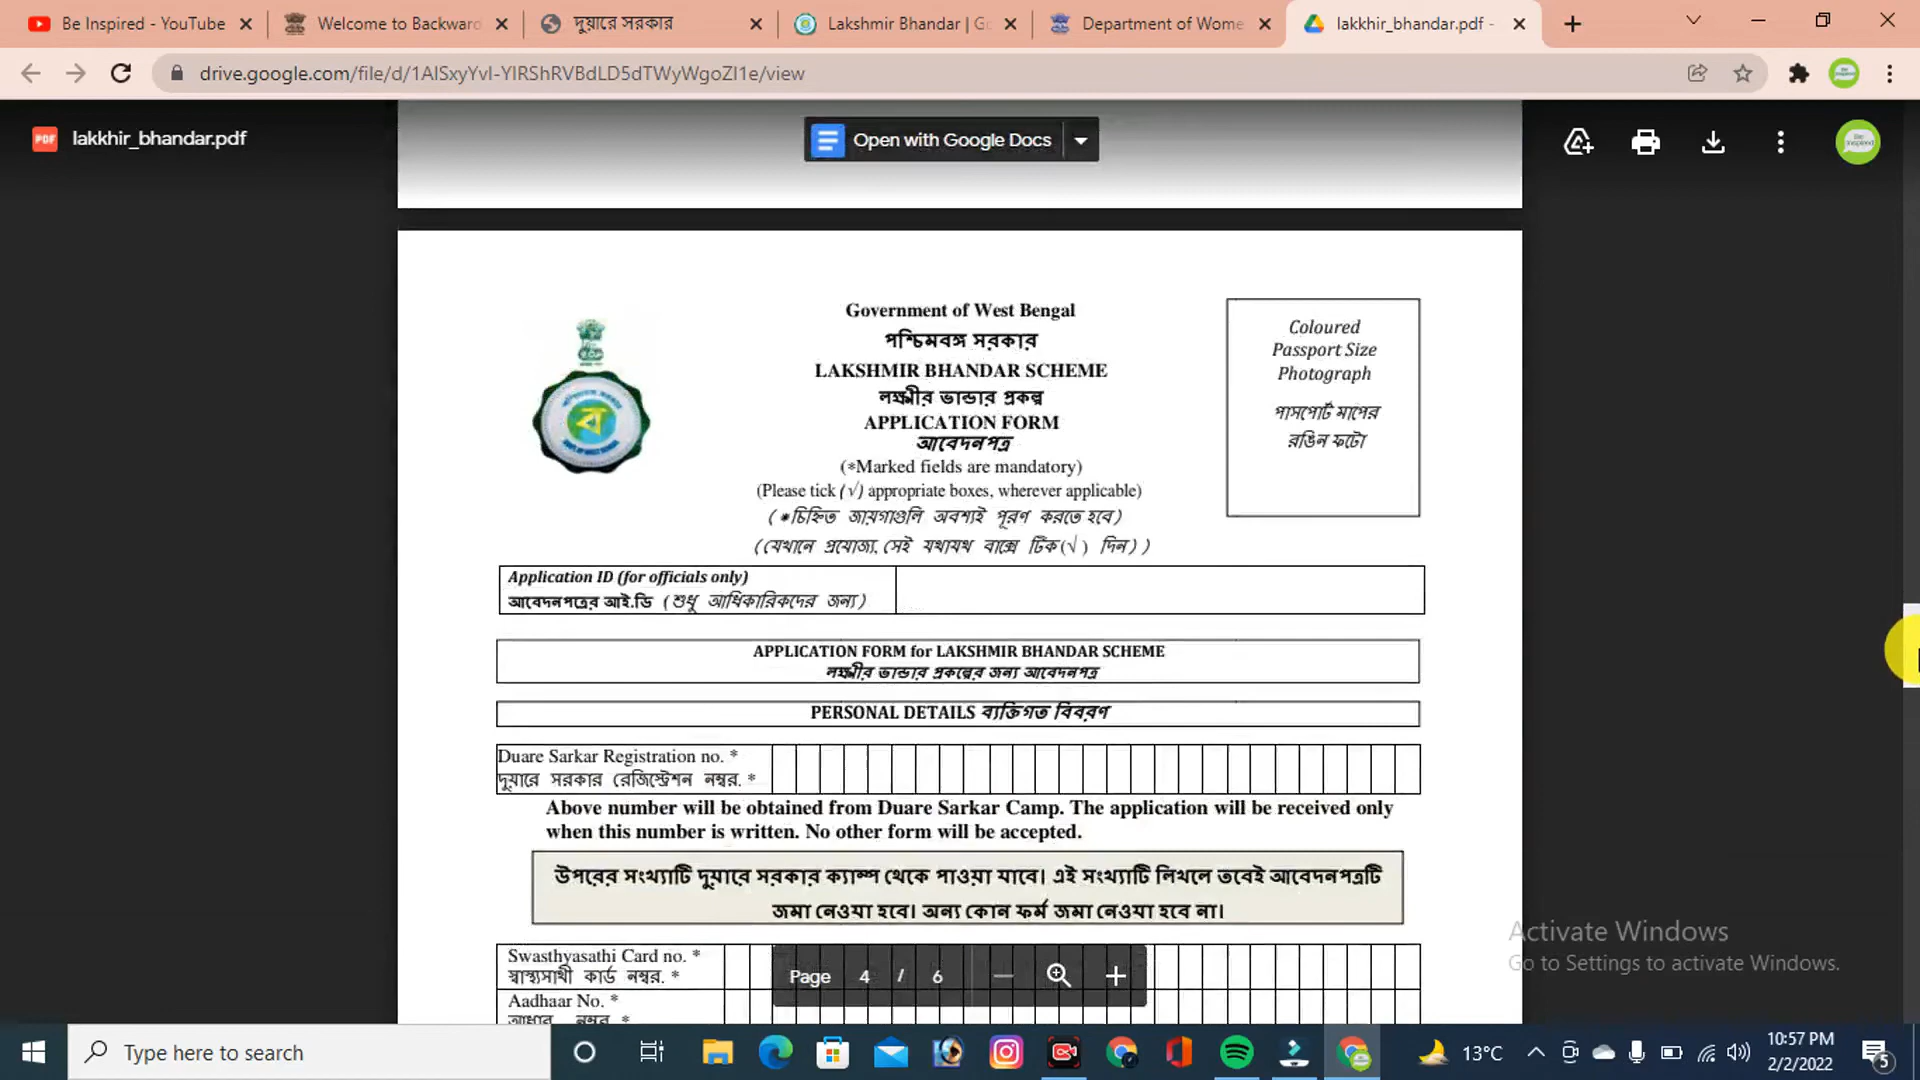 Be Inspired - YouTube
Welcome to Backward
দুয়ারে সরকার
Lakshmir Bhandar | Go
Department of Wome
lakkhir_bhandar.pdf -
drive.google.com/file/d/1AlSxyYvl-YlRShRVBdLD5dTWyWgoZl1e/view
PDF
lakkhir_bhandar.pdf
Open with Google Docs
Government of West Bengal
পশ্চিমবঙ্গ সরকার
LAKSHMIR BHANDAR SCHEME
লক্ষ্মীর ভান্ডার প্রকল্প
APPLICATION FORM
আবেদনপত্র
(*Marked fields are mandatory)
(Please tick (√) appropriate boxes, wherever applicable)
(*চিহ্নিত জায়গাগুলি অবশ্যই পূরণ করতে হবে)
(যেখানে প্রযোজ্য, সেই যথাযথ বাক্সে টিক(√) দিন))
Coloured
Passport Size
Photograph
পাসপোর্ট মাপের
রঙিন ফটো
ব
Application ID (for officials only)
আবেদনপত্রের আই.ডি (শুধু আধিকারিকদের জন্য)
APPLICATION FORM for LAKSHMIR BHANDAR SCHEME
লক্ষ্মীর ভান্ডার প্রকল্পের জন্য আবেদনপত্র
PERSONAL DETAILS ব্যক্তিগত বিবরণ
Duare Sarkar Registration no. *
দুয়ারে সরকার রেজিস্ট্রেশন নম্বর. *
Above number will be obtained from Duare Sarkar Camp. The application will be received only
when this number is written. No other form will be accepted.
উপরের সংখ্যাটি দুয়ারে সরকার ক্যাম্প থেকে পাওয়া যাবে। এই সংখ্যাটি লিখলে তবেই আবেদনপত্রটি
জমা নেওয়া হবে। অন্য কোন ফর্ম জমা নেওয়া হবে না।
Swasthyasathi Card no. *
স্বাস্থ্যসাথী কার্ড নম্বর. *
Aadhaar No. *
আধার নম্বর. *
Page 4 / 6
Activate Windows
Go to Settings to activate Windows.
Type here to search
13°C
10:57 PM
2/2/2022
5